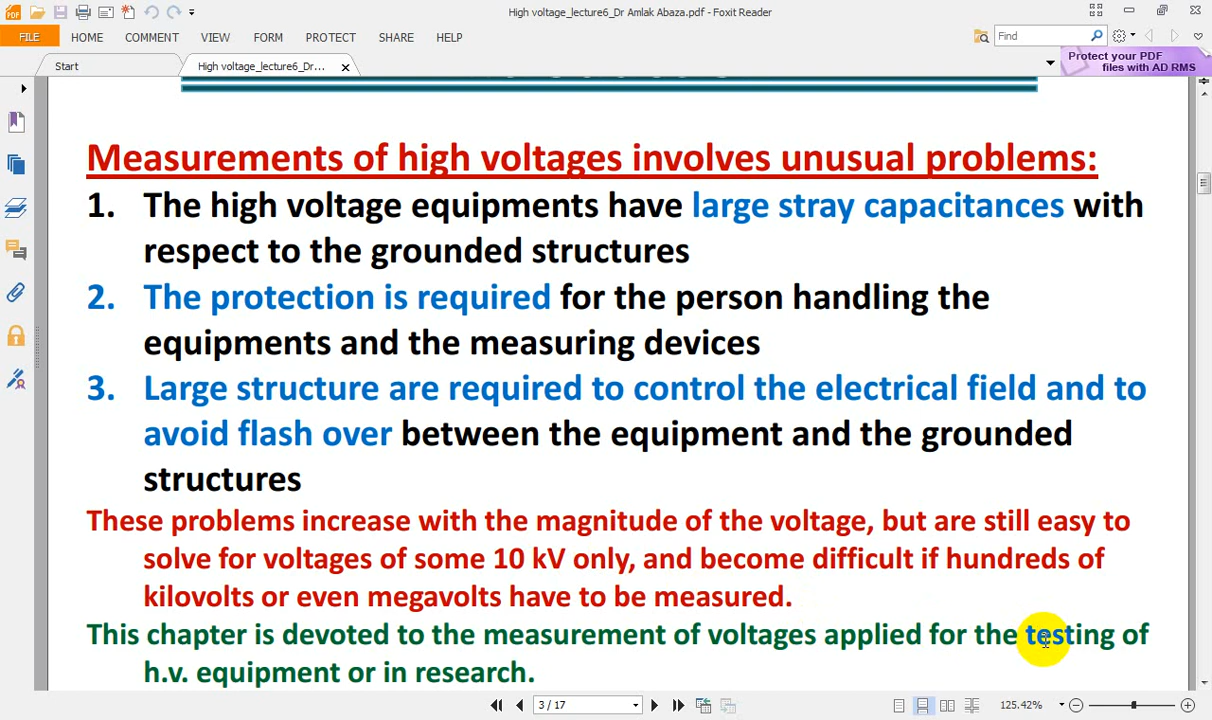 High voltage_lecture6_Dr Amlak Abaza.pdf - Foxit Reader
FILE HOME COMMENT VIEW FORM PROTECT SHARE HELP Find
Start High voltage_lecture6_Dr... Protect your PDF
files with AD RMS
Measurements of high voltages involves unusual problems:
1. The high voltage equipments have large stray capacitances with
respect to the grounded structures
2. The protection is required for the person handling the
equipments and the measuring devices
3. Large structure are required to control the electrical field and to
avoid flash over between the equipment and the grounded
structures
These problems increase with the magnitude of the voltage, but are still easy to
solve for voltages of some 10 kV only, and become difficult if hundreds of
kilovolts or even megavolts have to be measured.
This chapter is devoted to the measurement of voltages applied for the testing of
h.v. equipment or in research.
3 / 17 125.42%